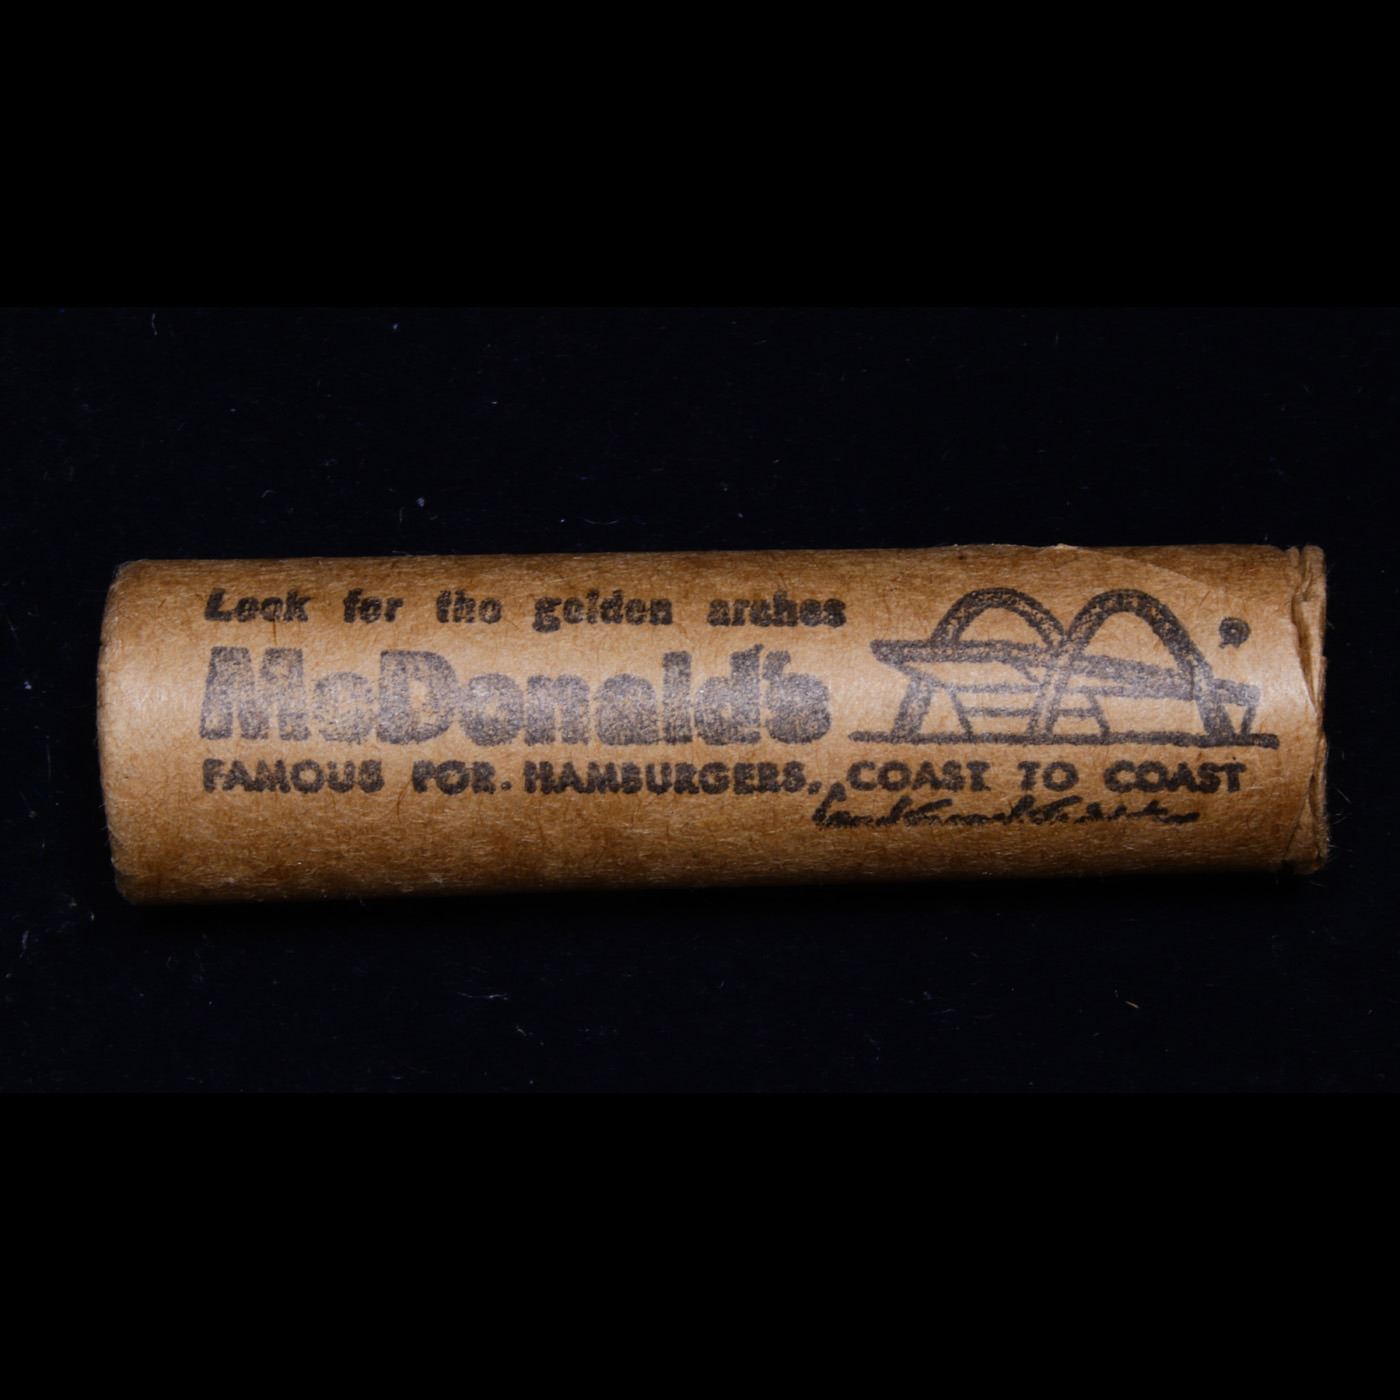 Look for the golden arches
McDonald's
FAMOUS FOR HAMBURGERS, COAST TO COAST